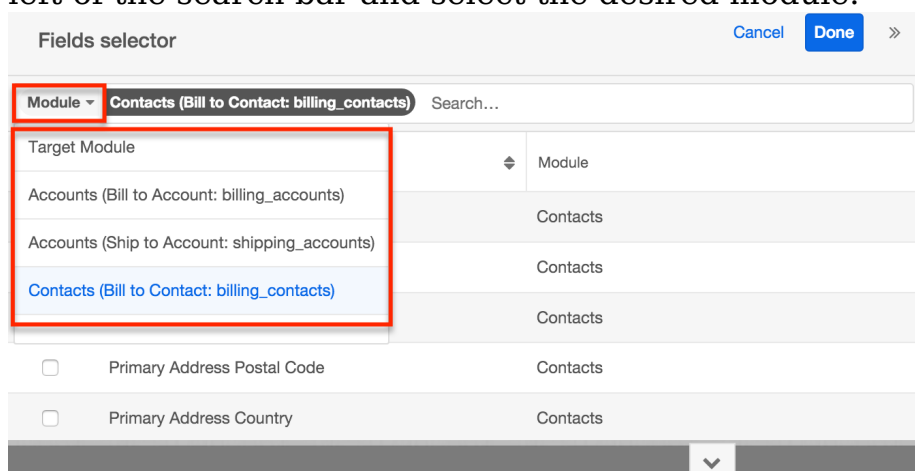 left of the search bar and select the desired module.
Fields selector
Cancel Done »
Module Contacts (Bill to Contact: billing_contacts) Search...
Target Module
Module
Accounts (Bill to Account: billing_accounts)
Contacts
Accounts (Ship to Account: shipping_accounts)
Contacts
Contacts (Bill to Contact: billing_contacts)
Contacts
Primary Address Postal Code Contacts
Primary Address Country Contacts